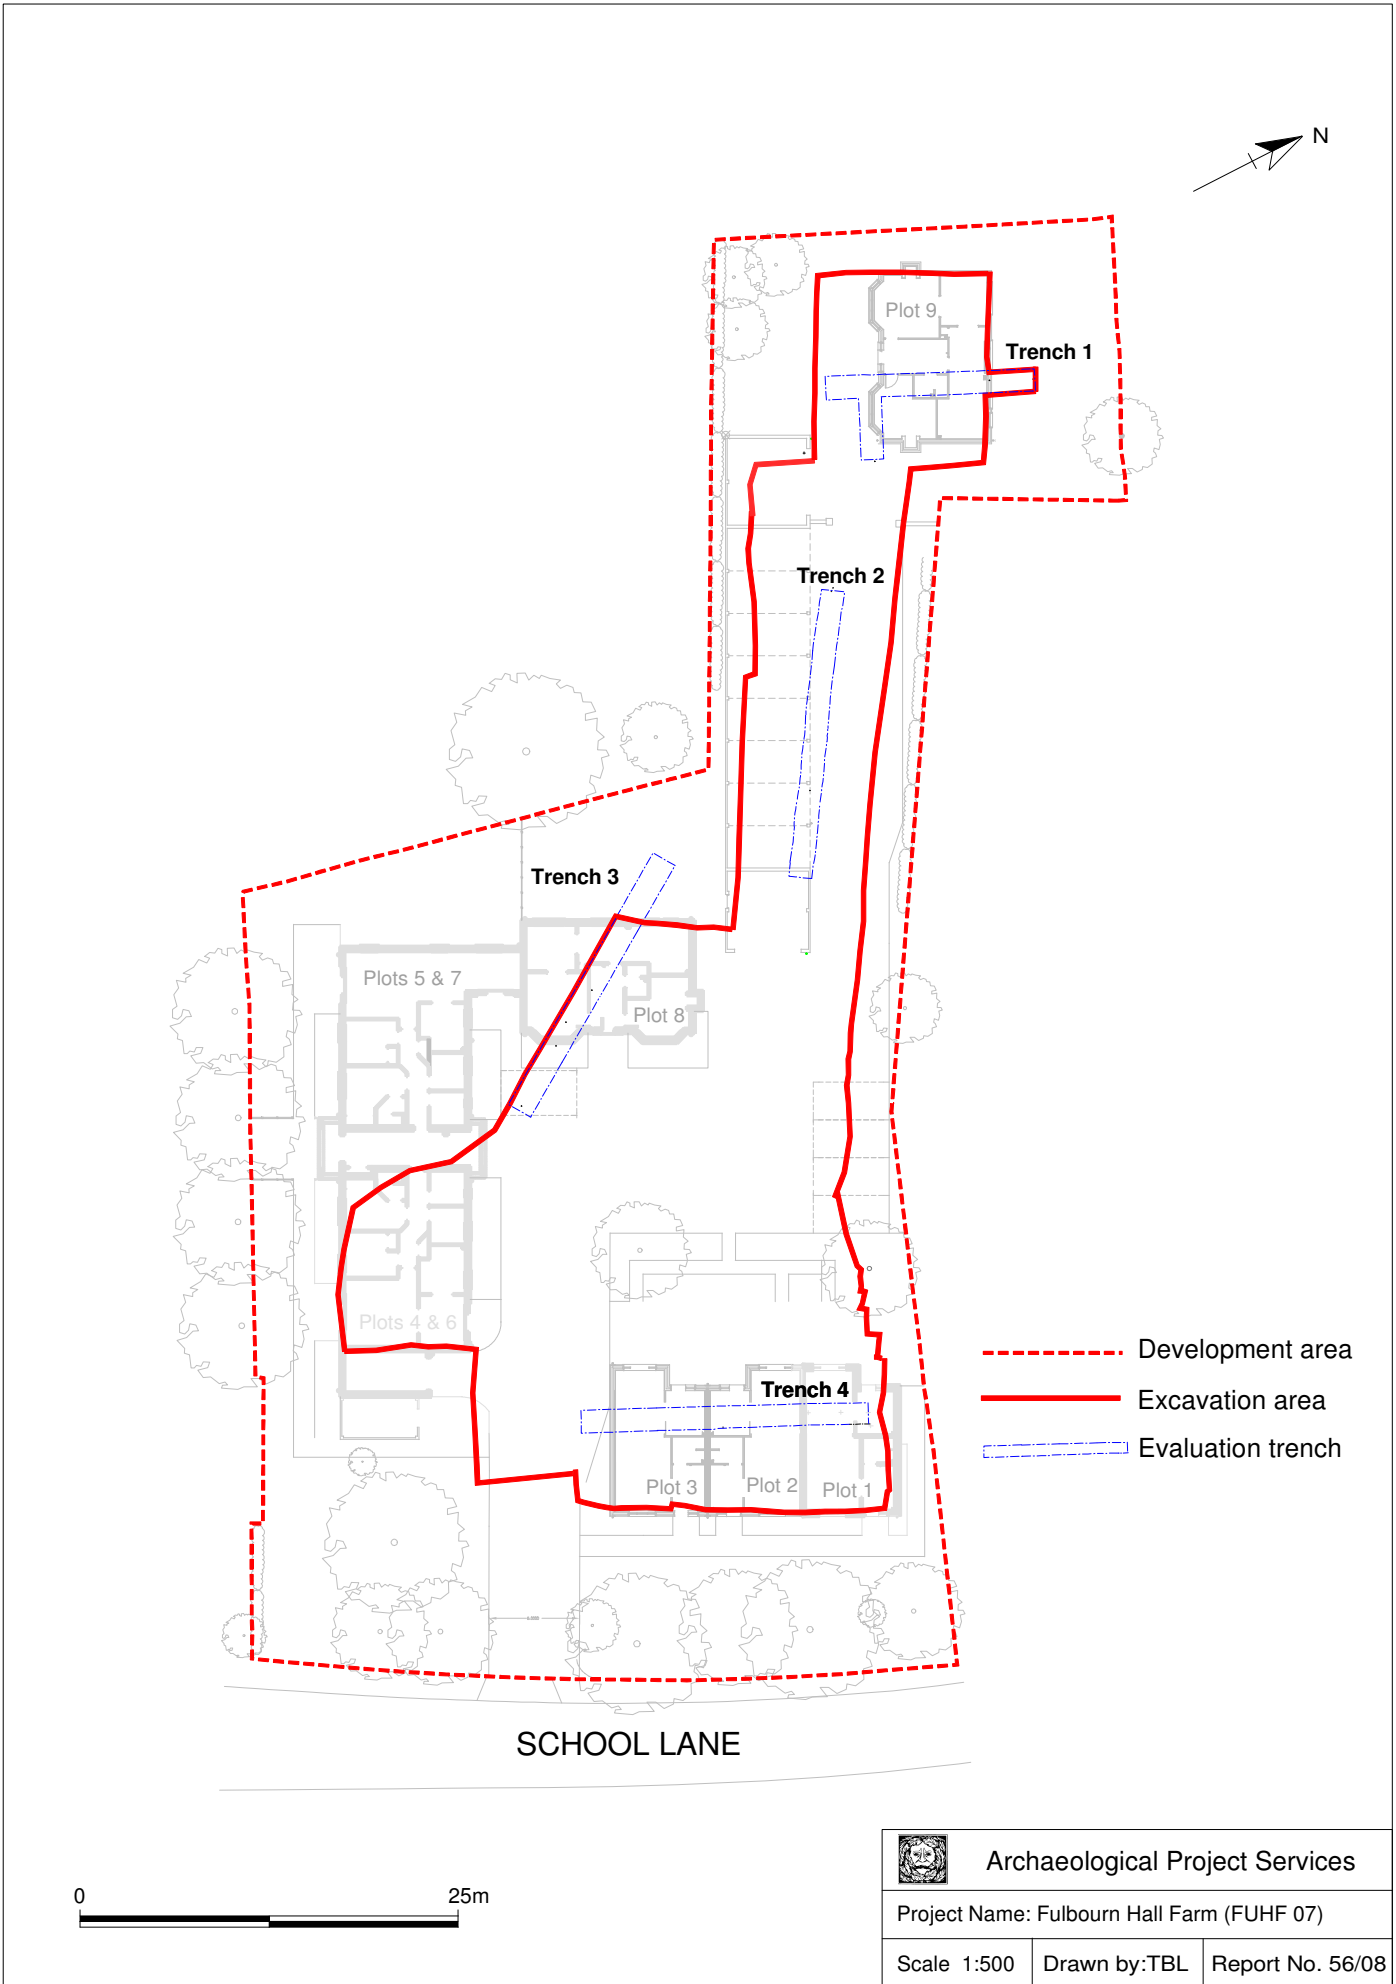 N
Plot 9
Trench 1
Trench 2
Trench 3
Plots 5 & 7
Plot 8
Plots 4 & 6
Trench 4
Plot 3
Plot 2
Plot 1
Development area
Excavation area
Evaluation trench
SCHOOL LANE
0 25m
Archaeological Project Services
Project Name: Fulbourn Hall Farm (FUHF 07)
Scale 1:500
Drawn by:TBL
Report No. 56/08